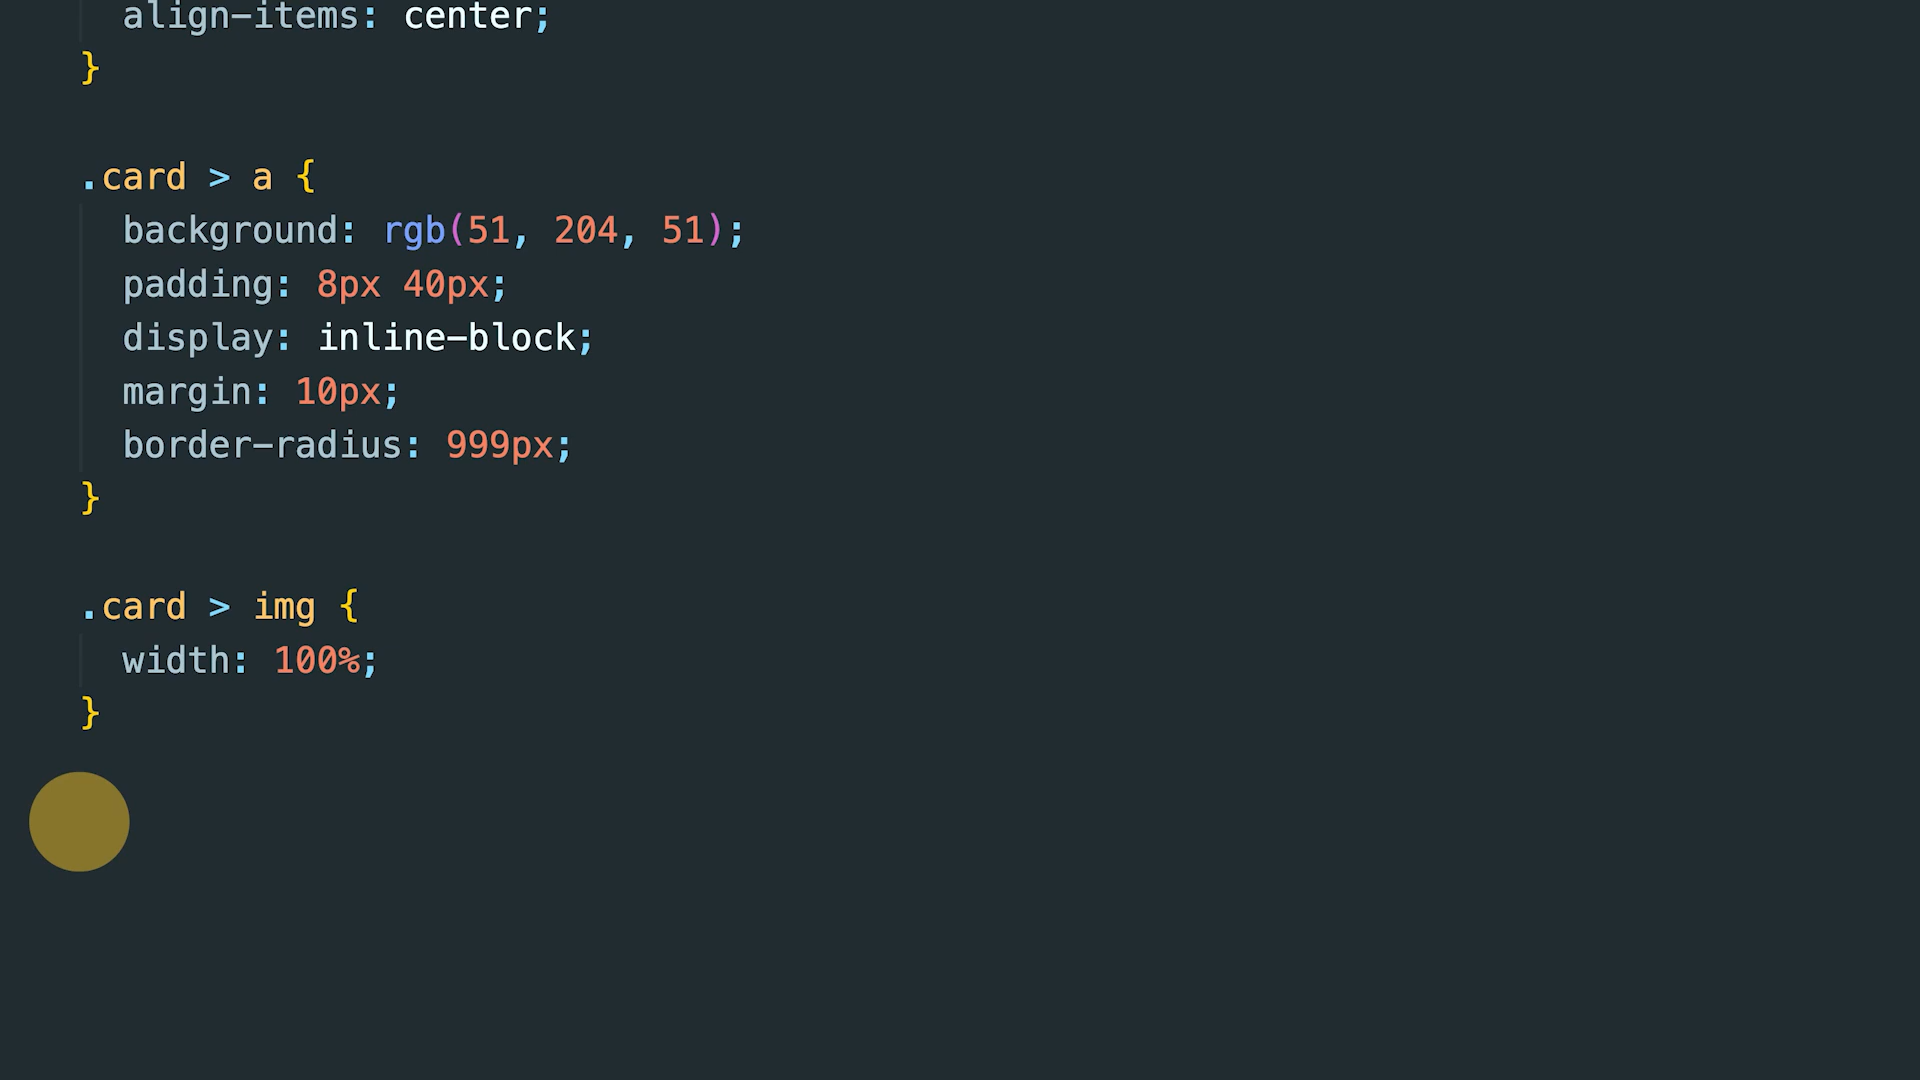 align-items: center;
}
.card > a {
background: rgb(51, 204, 51);
padding: 8px 40px;
display: inline-block;
margin: 10px;
border-radius: 999px;
}
.card > img {
width: 100%;
}